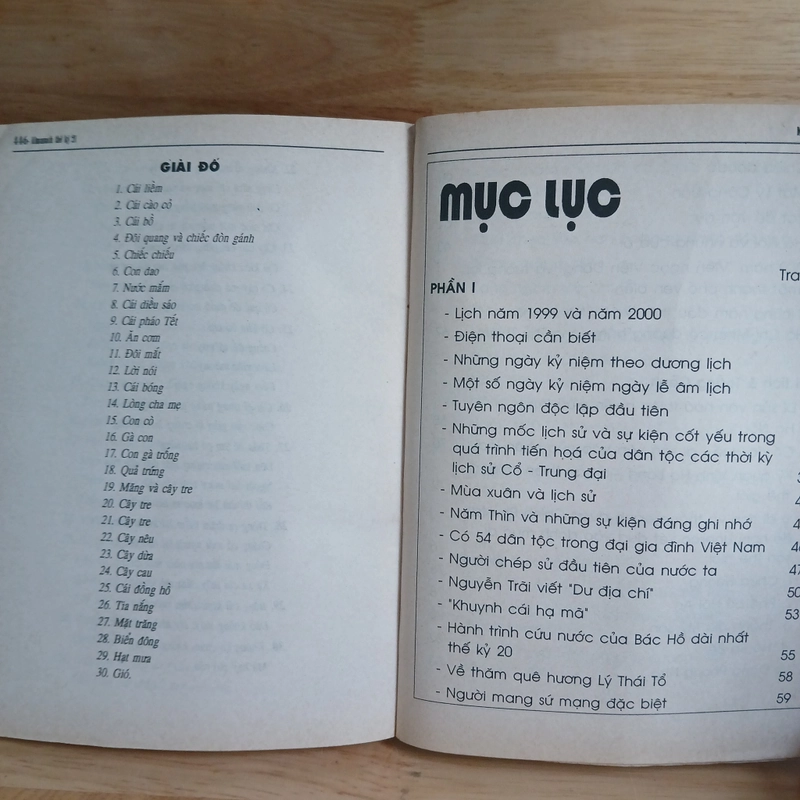 GIẢI ĐỐ
1. Cái liềm
2. Cái cào cỏ
3. Cái bồ
4. Đôi quang và chiếc đòn gánh
5. Chiếc chiếu
6. Con dao
7. Nước mắm
8. Cái điều sáo
9. Cái pháo Tết
10. Ăn cơm
11. Đôi mắt
12. Lời nói
13. Cái bóng
14. Lòng cha mẹ
15. Con cò
16. Gà con
17. Con gà trống
18. Quả trứng
19. Măng và cây tre
20. Cây tre
21. Cây tre
22. Cây nêu
23. Cây dừa
24. Cây cau
25. Cái đồng hồ
26. Tia nắng
27. Mặt trăng
28. Biển đông
29. Hạt mưa
30. Gió.
MỤC LỤC
PHẦN I
- Lịch năm 1999 và năm 2000
- Điện thoại cần biết
- Những ngày kỷ niệm theo dương lịch
- Một số ngày kỷ niệm ngày lễ âm lịch
- Tuyên ngôn độc lập đầu tiên
- Những mốc lịch sử và sự kiện cốt yếu trong
quá trình tiến hoá của dân tộc các thời kỳ
lịch sử Cổ - Trung đại
- Mùa xuân và lịch sử
- Năm Thìn và những sự kiện đáng ghi nhớ
- Có 54 dân tộc trong đại gia đình Việt Nam
- Người chép sử đầu tiên của nước ta 47
- Nguyễn Trãi viết "Dư địa chí" 50
- "Khuynh cái hạ mã" 53
- Hành trình cứu nước của Bác Hồ dài nhất
thế kỷ 20 55
- Về thăm quê hương Lý Thái Tổ 58
- Người mang sứ mạng đặc biệt 59